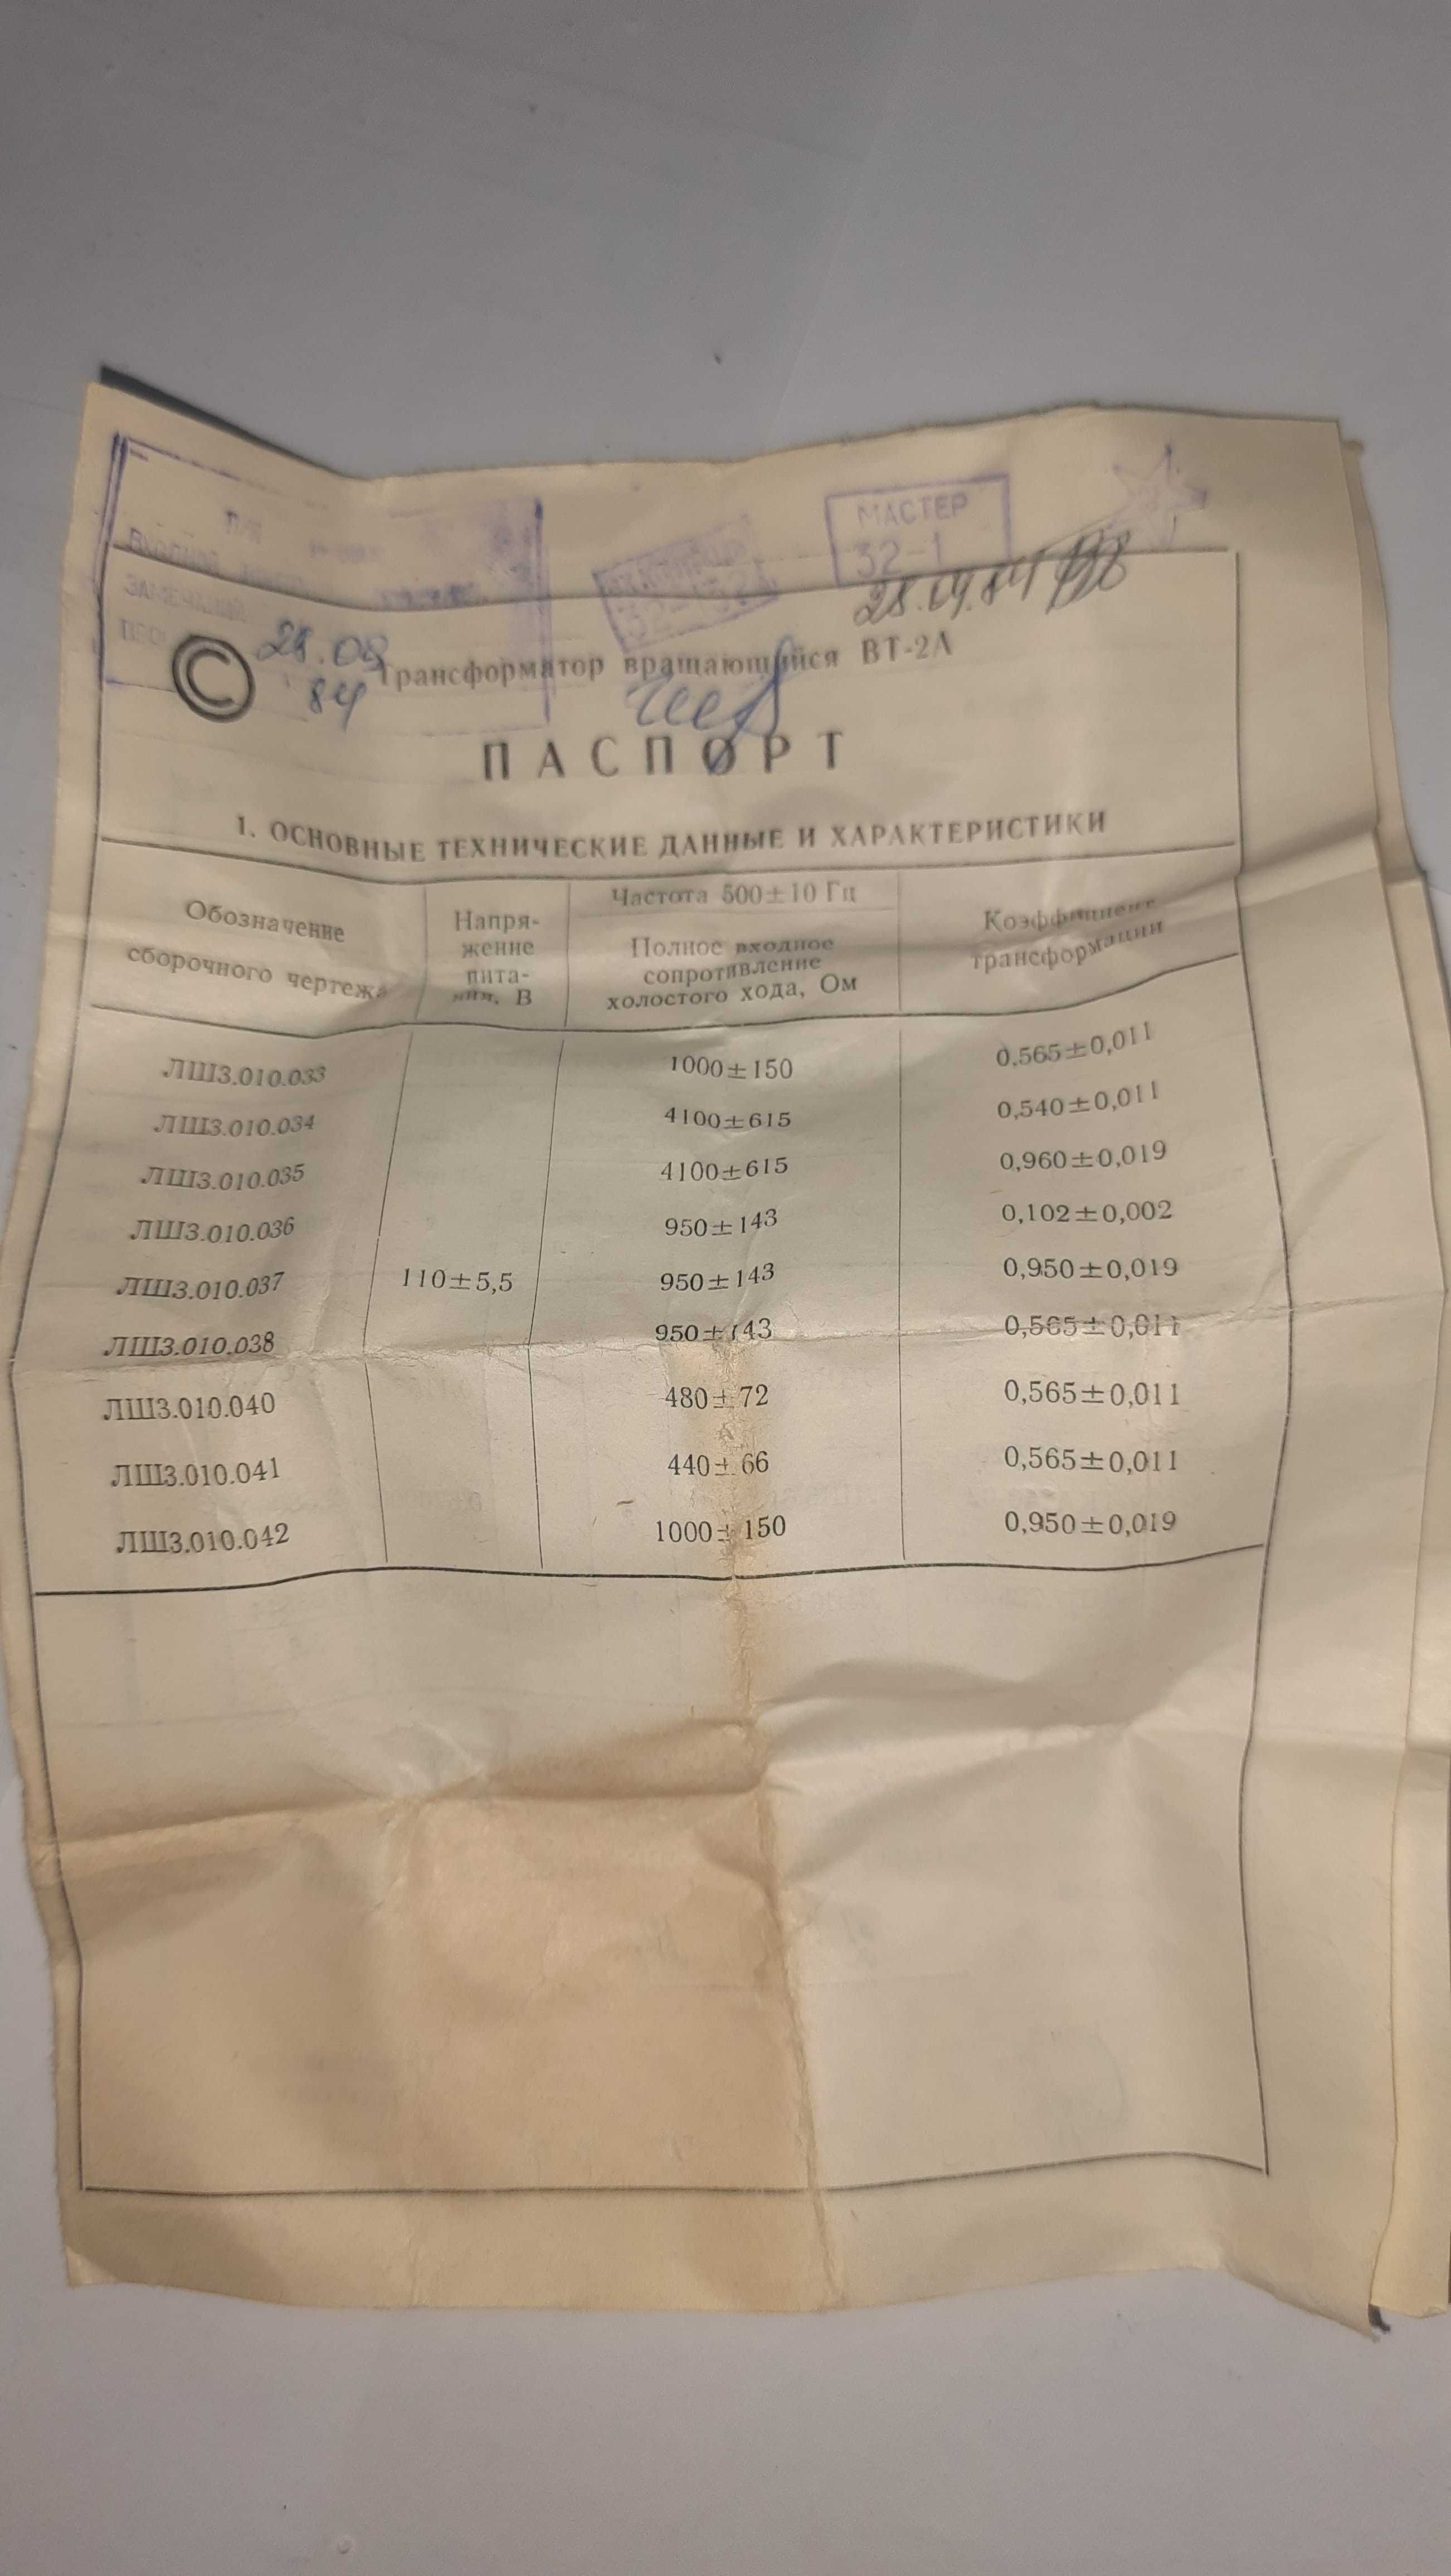 МАСТЕР
32-1
ВХОДНОЙ
ЗАМЕЧАНИЙ
28.09
84
Трансформатор вращающийся ВТ-2А
ПАСПОРТ
1. ОСНОВНЫЕ ТЕХНИЧЕСКИЕ ДАННЫЕ И ХАРАКТЕРИСТИКИ
Обозначение
сборочного чертежа
Напря-
жение
пита-
ния, В
Частота 500±10 Гц
Полное входное
сопротивление
холостого хода, Ом
Коэффициент
трансформации
ЛШ3.010.033 1000±150 0,565±0,011
ЛШ3.010.034 4100±615 0,540±0,011
ЛШ3.010.035 4100±615 0,960±0,019
ЛШ3.010.036 950±143 0,102±0,002
ЛШ3.010.037 110±5,5 950±143 0,950±0,019
ЛШ3.010.038 950±143 0,565±0,011
ЛШ3.010.040 480±72 0,565±0,011
ЛШ3.010.041 440±66 0,565±0,011
ЛШ3.010.042 1000±150 0,950±0,019